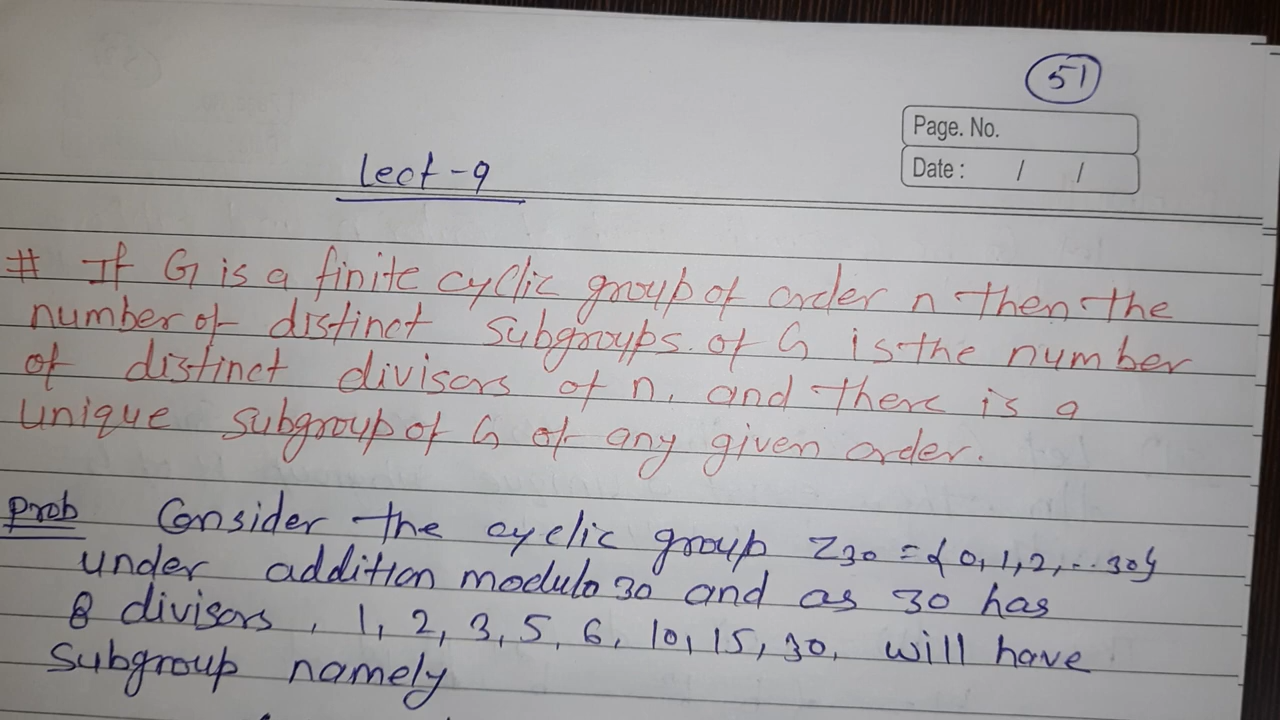 51
Page. No.
Date : / /
Lect-9
# If G is a finite cyclic group of order n then the
number of distinct subgroups of G is the number
of distinct divisors of n, and there is a
unique subgroup of G of any given order.
Prob Consider the cyclic group Z30 = {0,1,2,...30}
under addition modulo 30 and as 30 has
8 divisors, 1, 2, 3, 5, 6, 10, 15, 30, will have
subgroup namely